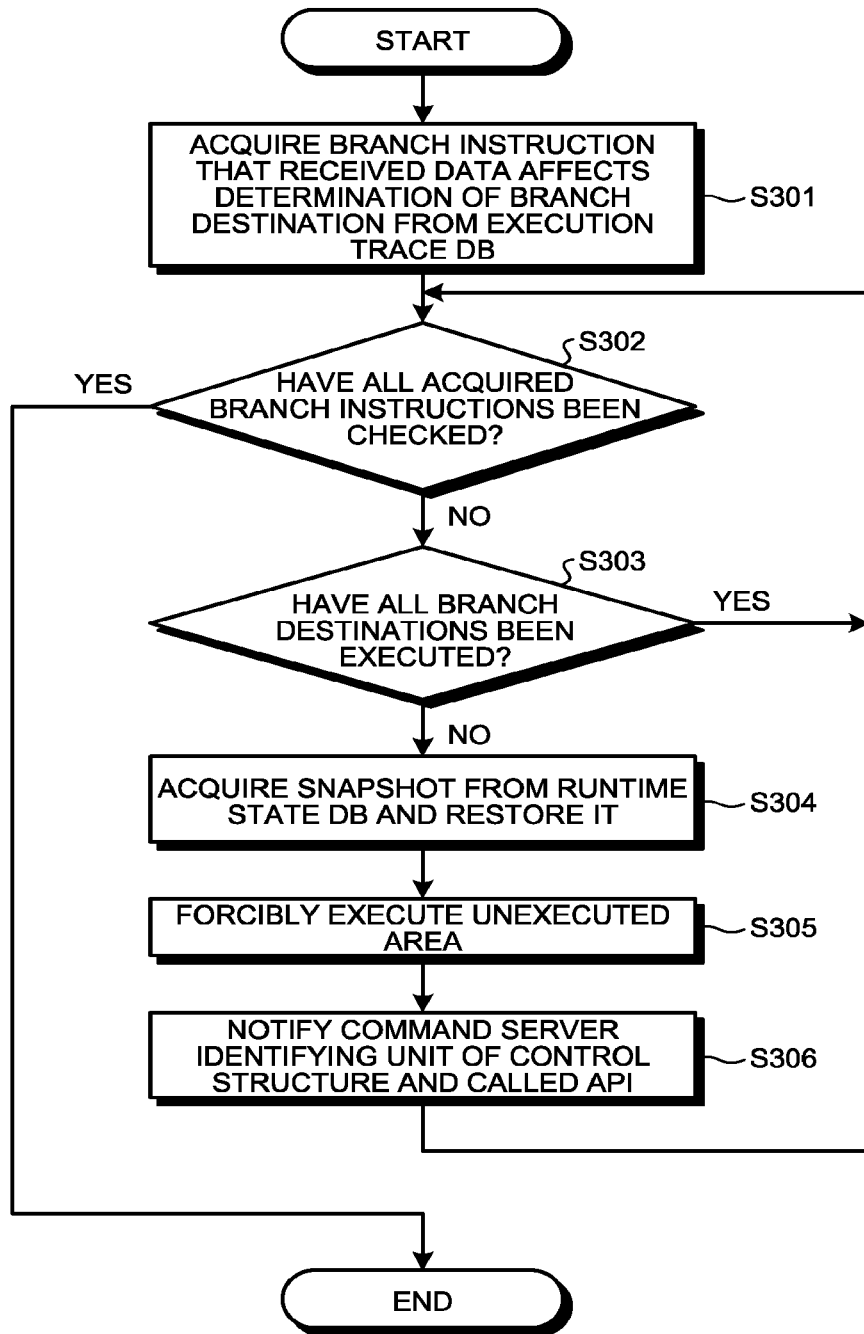 START
ACQUIRE BRANCH INSTRUCTION
THAT RECEIVED DATA AFFECTS
DETERMINATION OF BRANCH
DESTINATION FROM EXECUTION
TRACE DB
S301
S302
YES
HAVE ALL ACQUIRED
BRANCH INSTRUCTIONS BEEN
CHECKED?
NO
S303
YES
HAVE ALL BRANCH
DESTINATIONS BEEN
EXECUTED?
NO
ACQUIRE SNAPSHOT FROM RUNTIME
STATE DB AND RESTORE IT
S304
FORCIBLY EXECUTE UNEXECUTED
AREA
S305
NOTIFY COMMAND SERVER
IDENTIFYING UNIT OF CONTROL
STRUCTURE AND CALLED API
S306
END